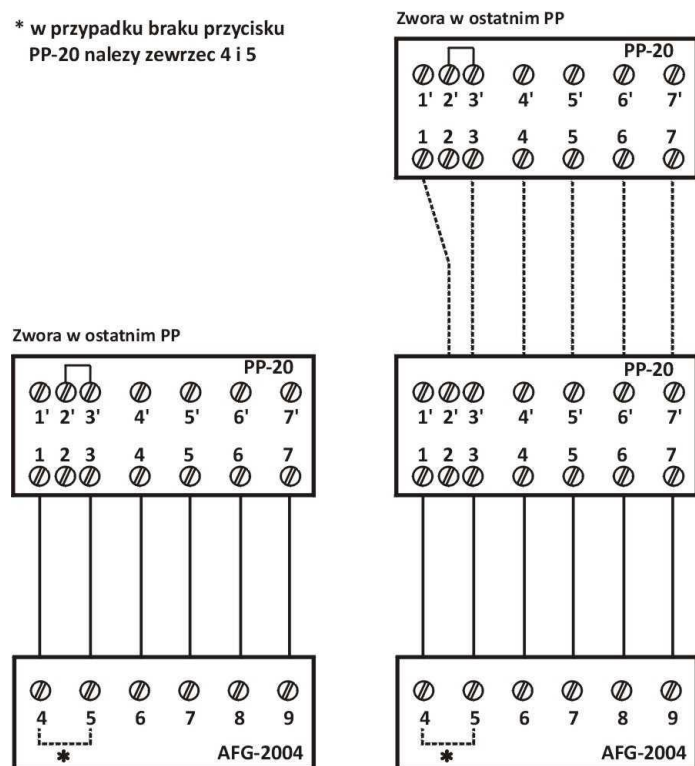 * w przypadku braku przycisku
PP-20 nalezy zewrzec 4 i 5
Zwora w ostatnim PP
PP-20
1' 2' 3' 4' 5' 6' 7'
1 2 3 4 5 6 7
Zwora w ostatnim PP
PP-20
1' 2' 3' 4' 5' 6' 7'
1 2 3 4 5 6 7
4 5 6 7 8 9
* AFG-2004
PP-20
1' 2' 3' 4' 5' 6' 7'
1 2 3 4 5 6 7
4 5 6 7 8 9
* AFG-2004